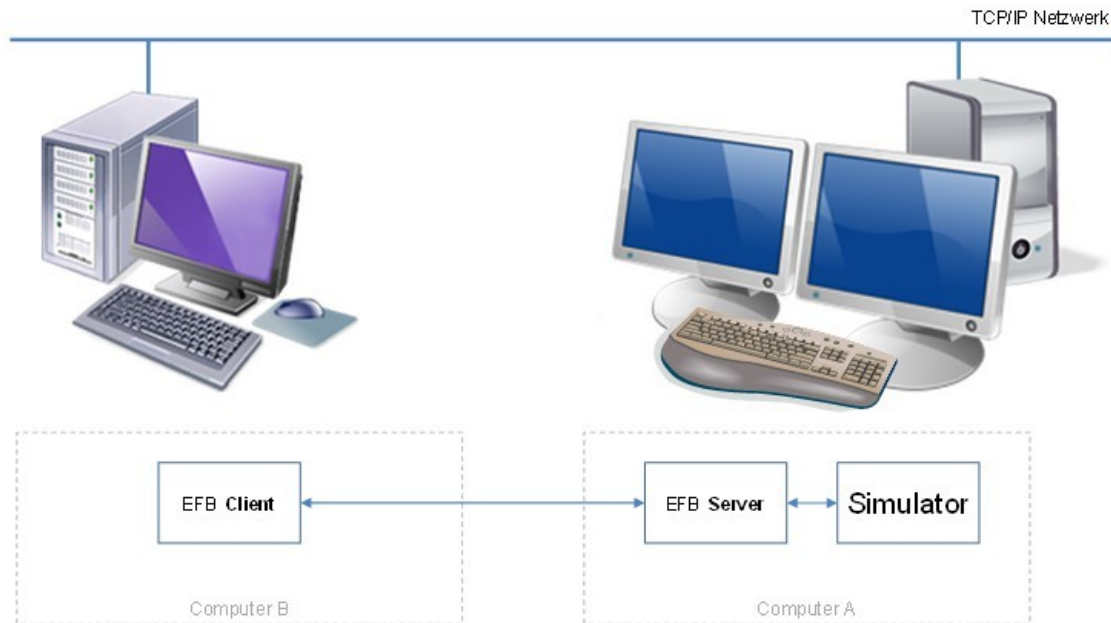 TCP/IP Netzwerk
EFB Client
EFB Server
Simulator
Computer B
Computer A